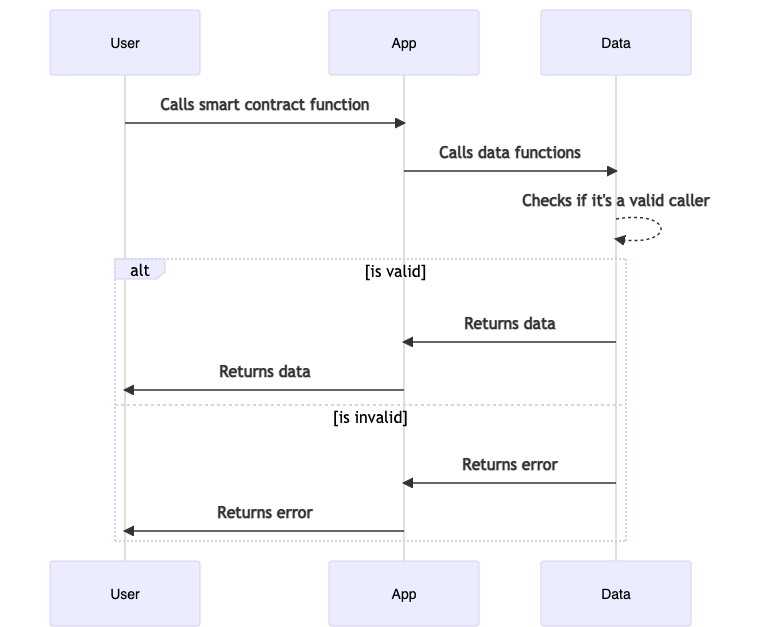 User
App
Data
Calls smart contract function
Calls data functions
Checks if it's a valid caller
alt
[is valid]
Returns data
Returns data
[is invalid]
Returns error
Returns error
User
App
Data